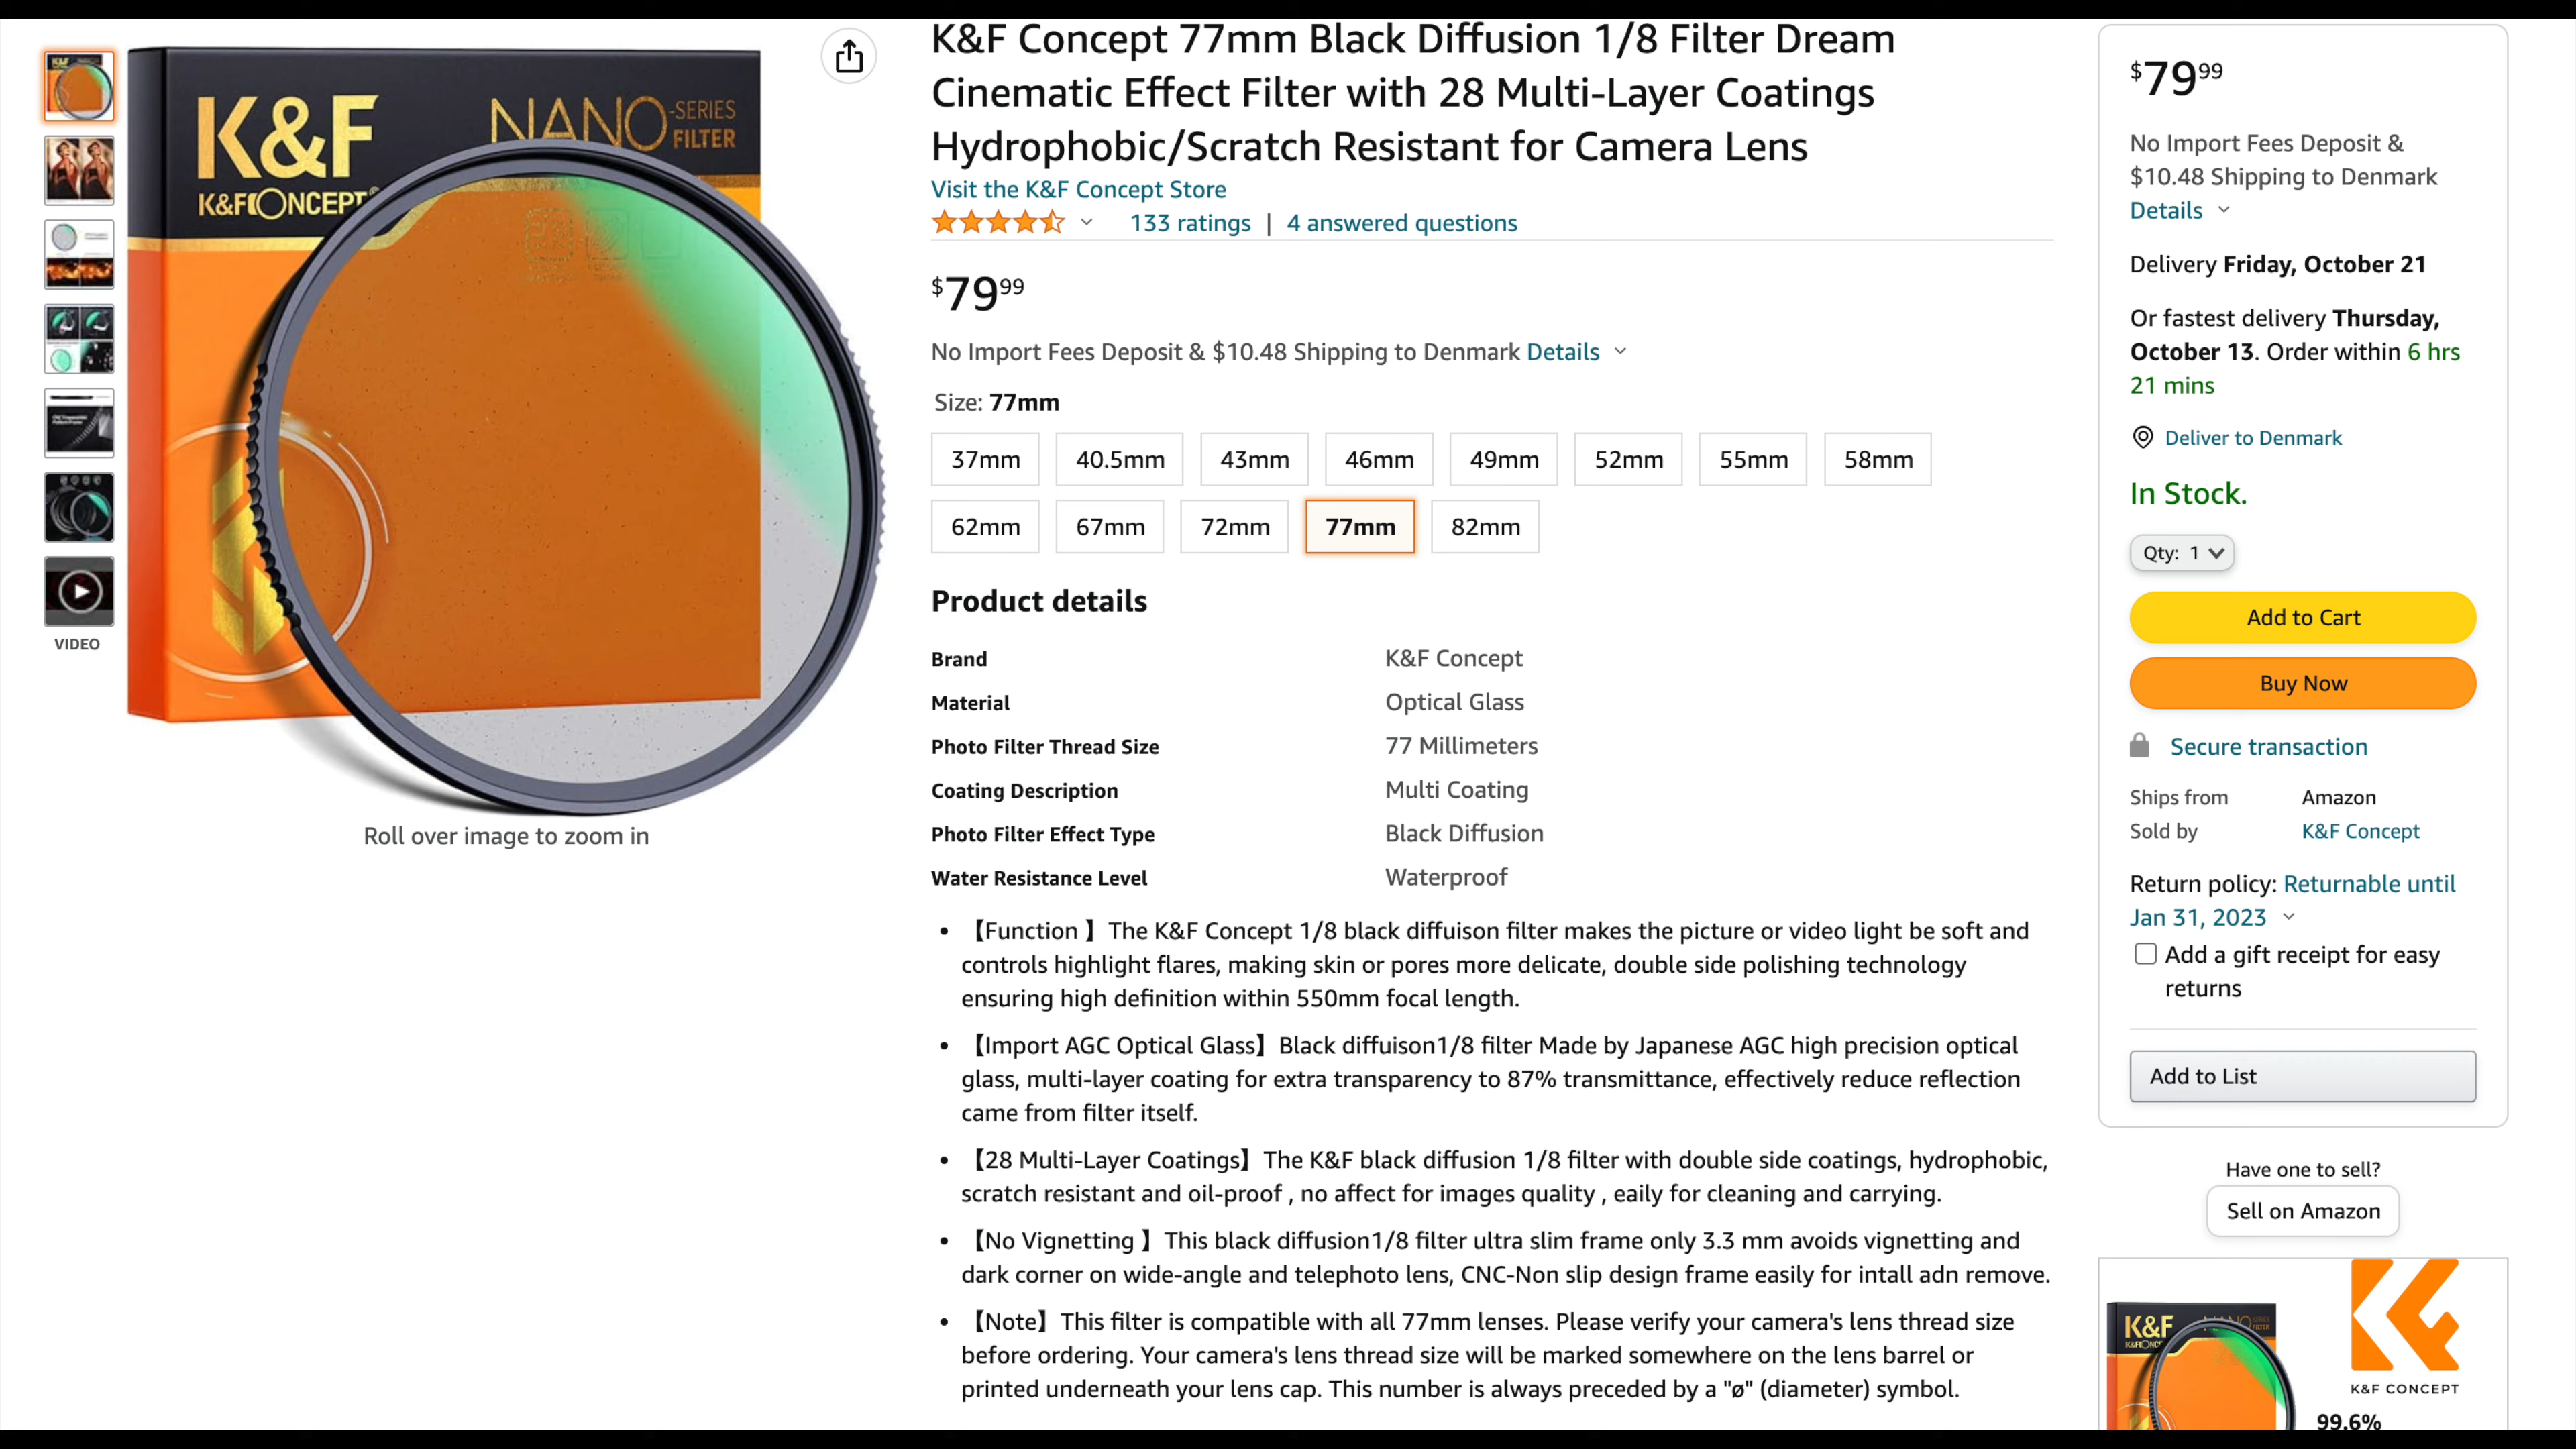 K&F
K&F CONCEPT®
NANO-SERIES
FILTER
VIDEO
Roll over image to zoom in
K&F Concept 77mm Black Diffusion 1/8 Filter Dream
Cinematic Effect Filter with 28 Multi-Layer Coatings
Hydrophobic/Scratch Resistant for Camera Lens
Visit the K&F Concept Store
133 ratings | 4 answered questions
$79 99
No Import Fees Deposit & $10.48 Shipping to Denmark Details
Size: 77mm
37mm 40.5mm 43mm 46mm 49mm 52mm 55mm 58mm
62mm 67mm 72mm 77mm 82mm
Product details
Brand K&F Concept
Material Optical Glass
Photo Filter Thread Size 77 Millimeters
Coating Description Multi Coating
Photo Filter Effect Type Black Diffusion
Water Resistance Level Waterproof
• 【Function 】The K&F Concept 1/8 black diffuison filter makes the picture or video light be soft and
controls highlight flares, making skin or pores more delicate, double side polishing technology
ensuring high definition within 550mm focal length.
• 【Import AGC Optical Glass】Black diffuison1/8 filter Made by Japanese AGC high precision optical
glass, multi-layer coating for extra transparency to 87% transmittance, effectively reduce reflection
came from filter itself.
• 【28 Multi-Layer Coatings】The K&F black diffusion 1/8 filter with double side coatings, hydrophobic,
scratch resistant and oil-proof , no affect for images quality , eaily for cleaning and carrying.
• 【No Vignetting 】This black diffusion1/8 filter ultra slim frame only 3.3 mm avoids vignetting and
dark corner on wide-angle and telephoto lens, CNC-Non slip design frame easily for intall adn remove.
• 【Note】This filter is compatible with all 77mm lenses. Please verify your camera's lens thread size
before ordering. Your camera's lens thread size will be marked somewhere on the lens barrel or
printed underneath your lens cap. This number is always preceded by a "ø" (diameter) symbol.
$79 99
No Import Fees Deposit &
$10.48 Shipping to Denmark
Details
Delivery Friday, October 21
Or fastest delivery Thursday,
October 13. Order within 6 hrs
21 mins
Deliver to Denmark
In Stock.
Qty: 1
Add to Cart
Buy Now
Secure transaction
Ships from Amazon
Sold by K&F Concept
Return policy: Returnable until
Jan 31, 2023
Add a gift receipt for easy
returns
Add to List
Have one to sell?
Sell on Amazon
K&F
K&F CONCEPT
99.6%